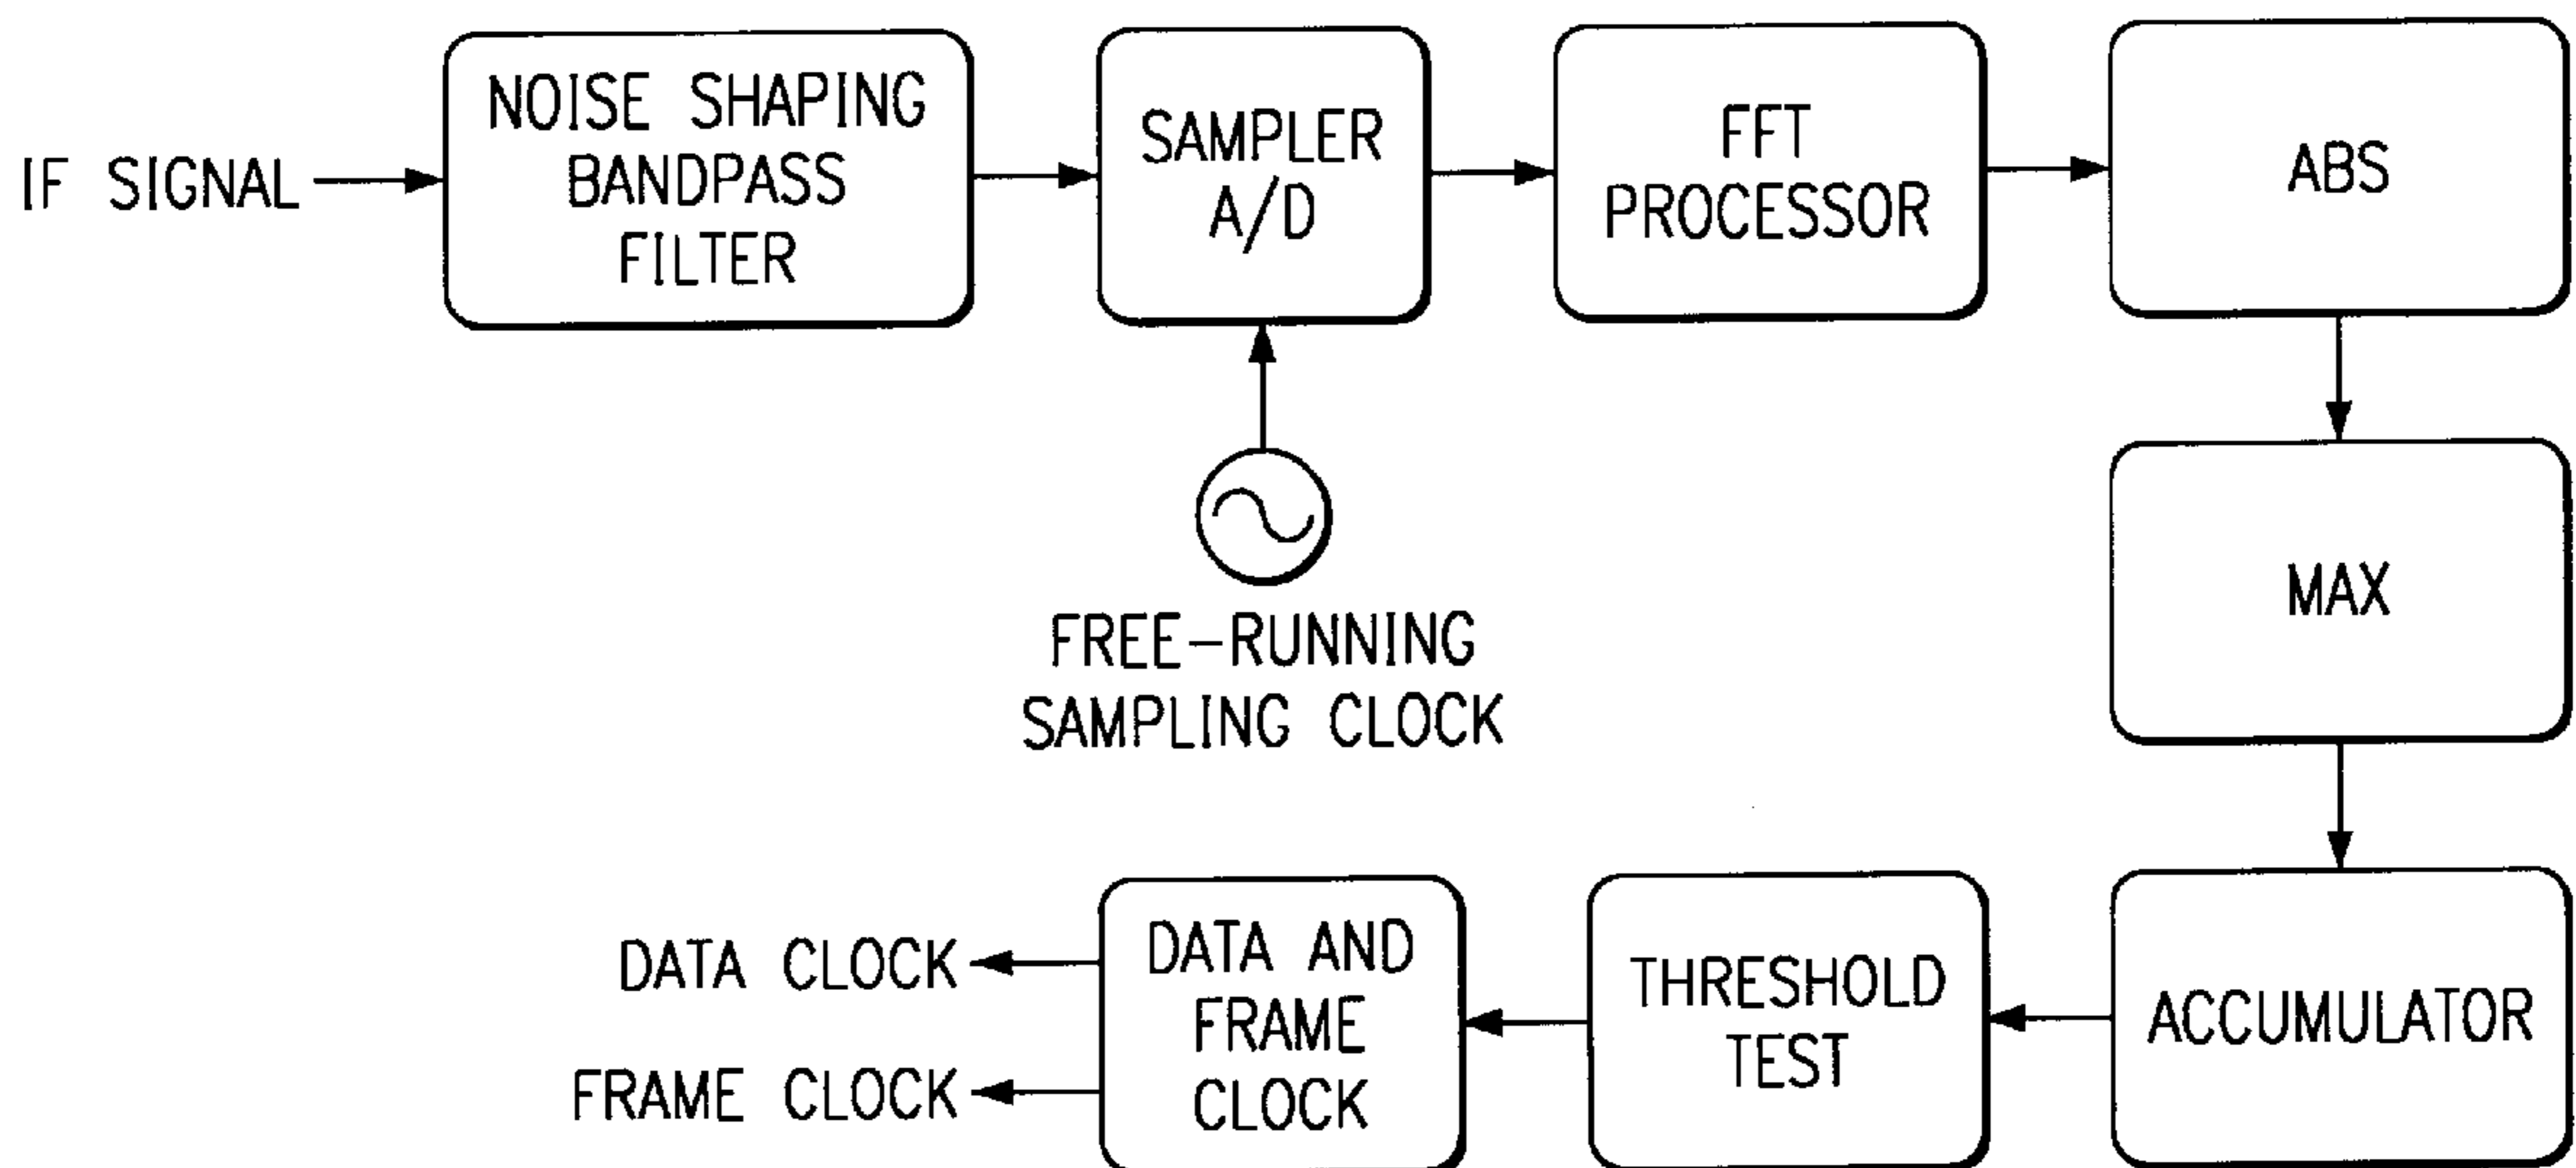 IF SIGNAL
NOISE SHAPING
BANDPASS
FILTER
SAMPLER
A/D
FFT
PROCESSOR
ABS
FREE-RUNNING
SAMPLING CLOCK
MAX
ACCUMULATOR
THRESHOLD
TEST
DATA AND
FRAME
CLOCK
DATA CLOCK
FRAME CLOCK